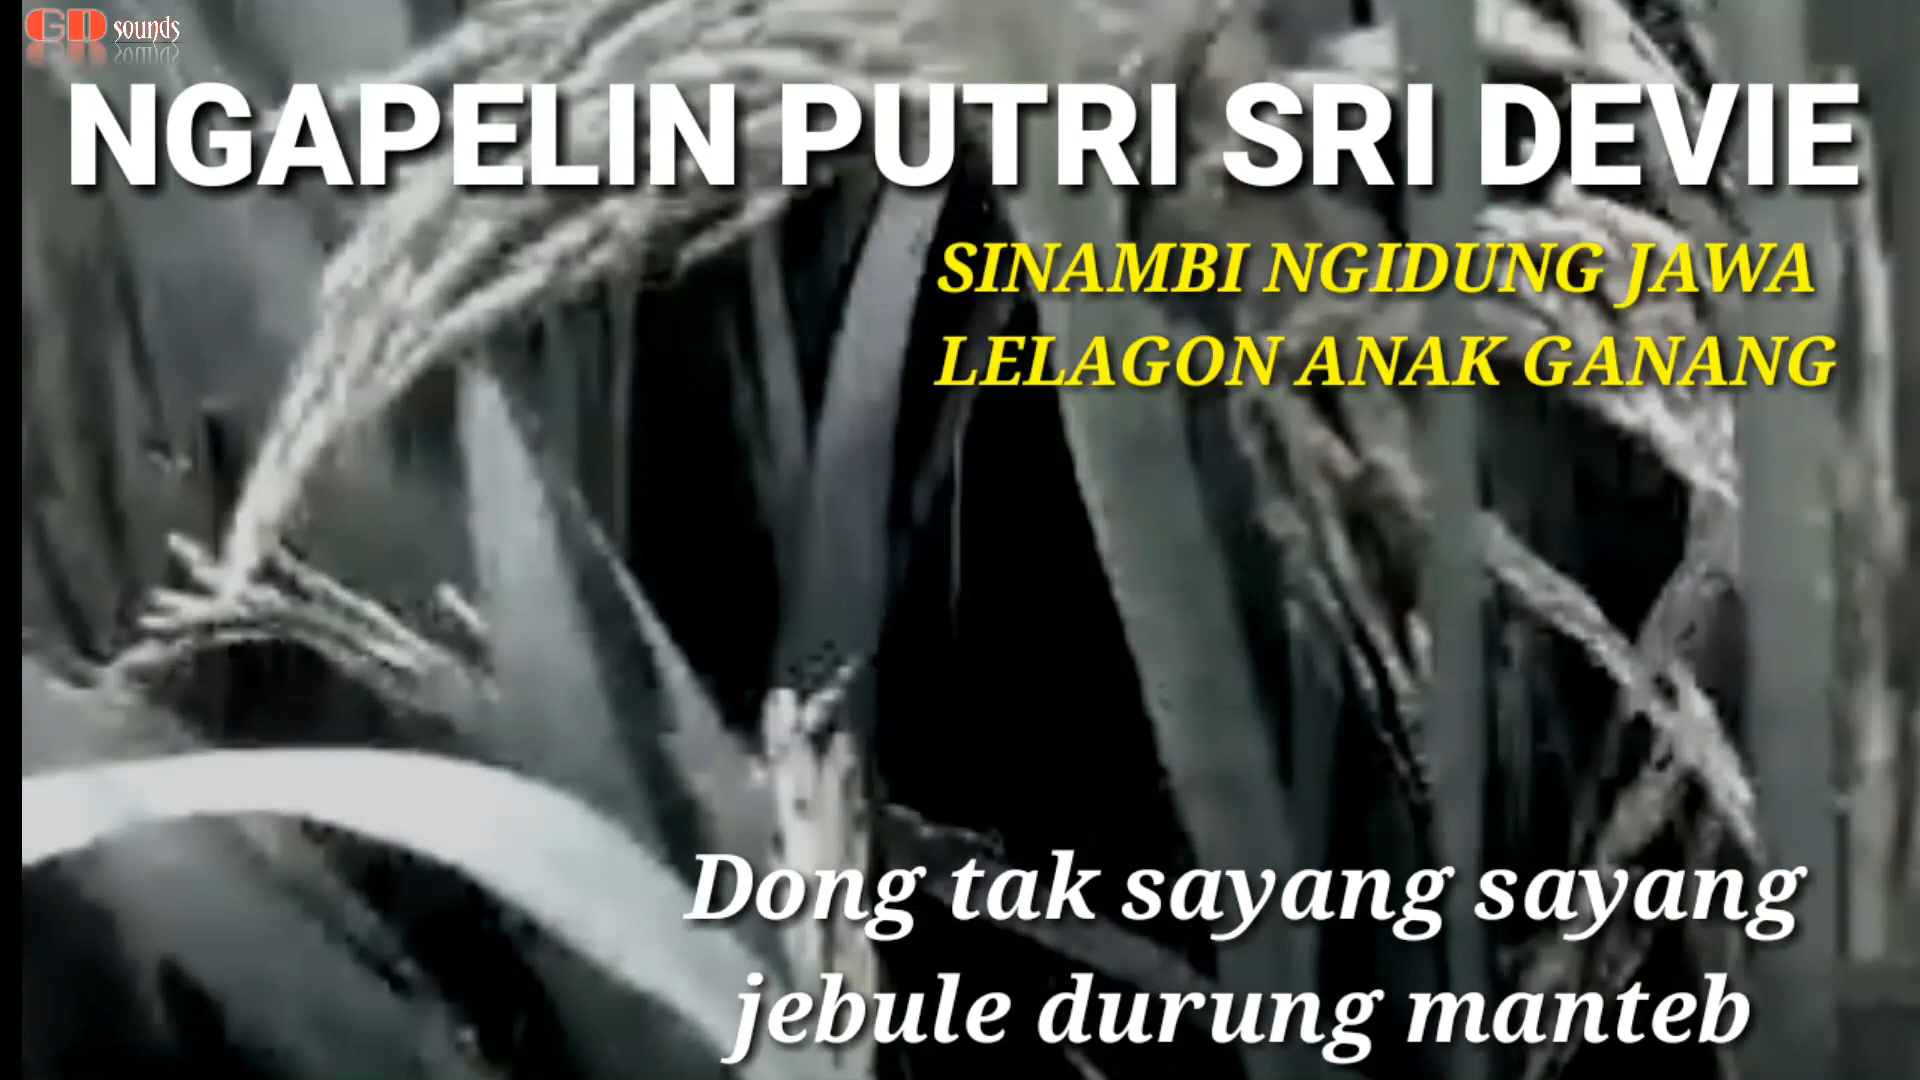 GD sounds
NGAPELIN PUTRI SRI DEVIE
SINAMBI NGIDUNG JAWA
LELAGON ANAK GANANG
Dong tak sayang sayang
jebule durung manteb